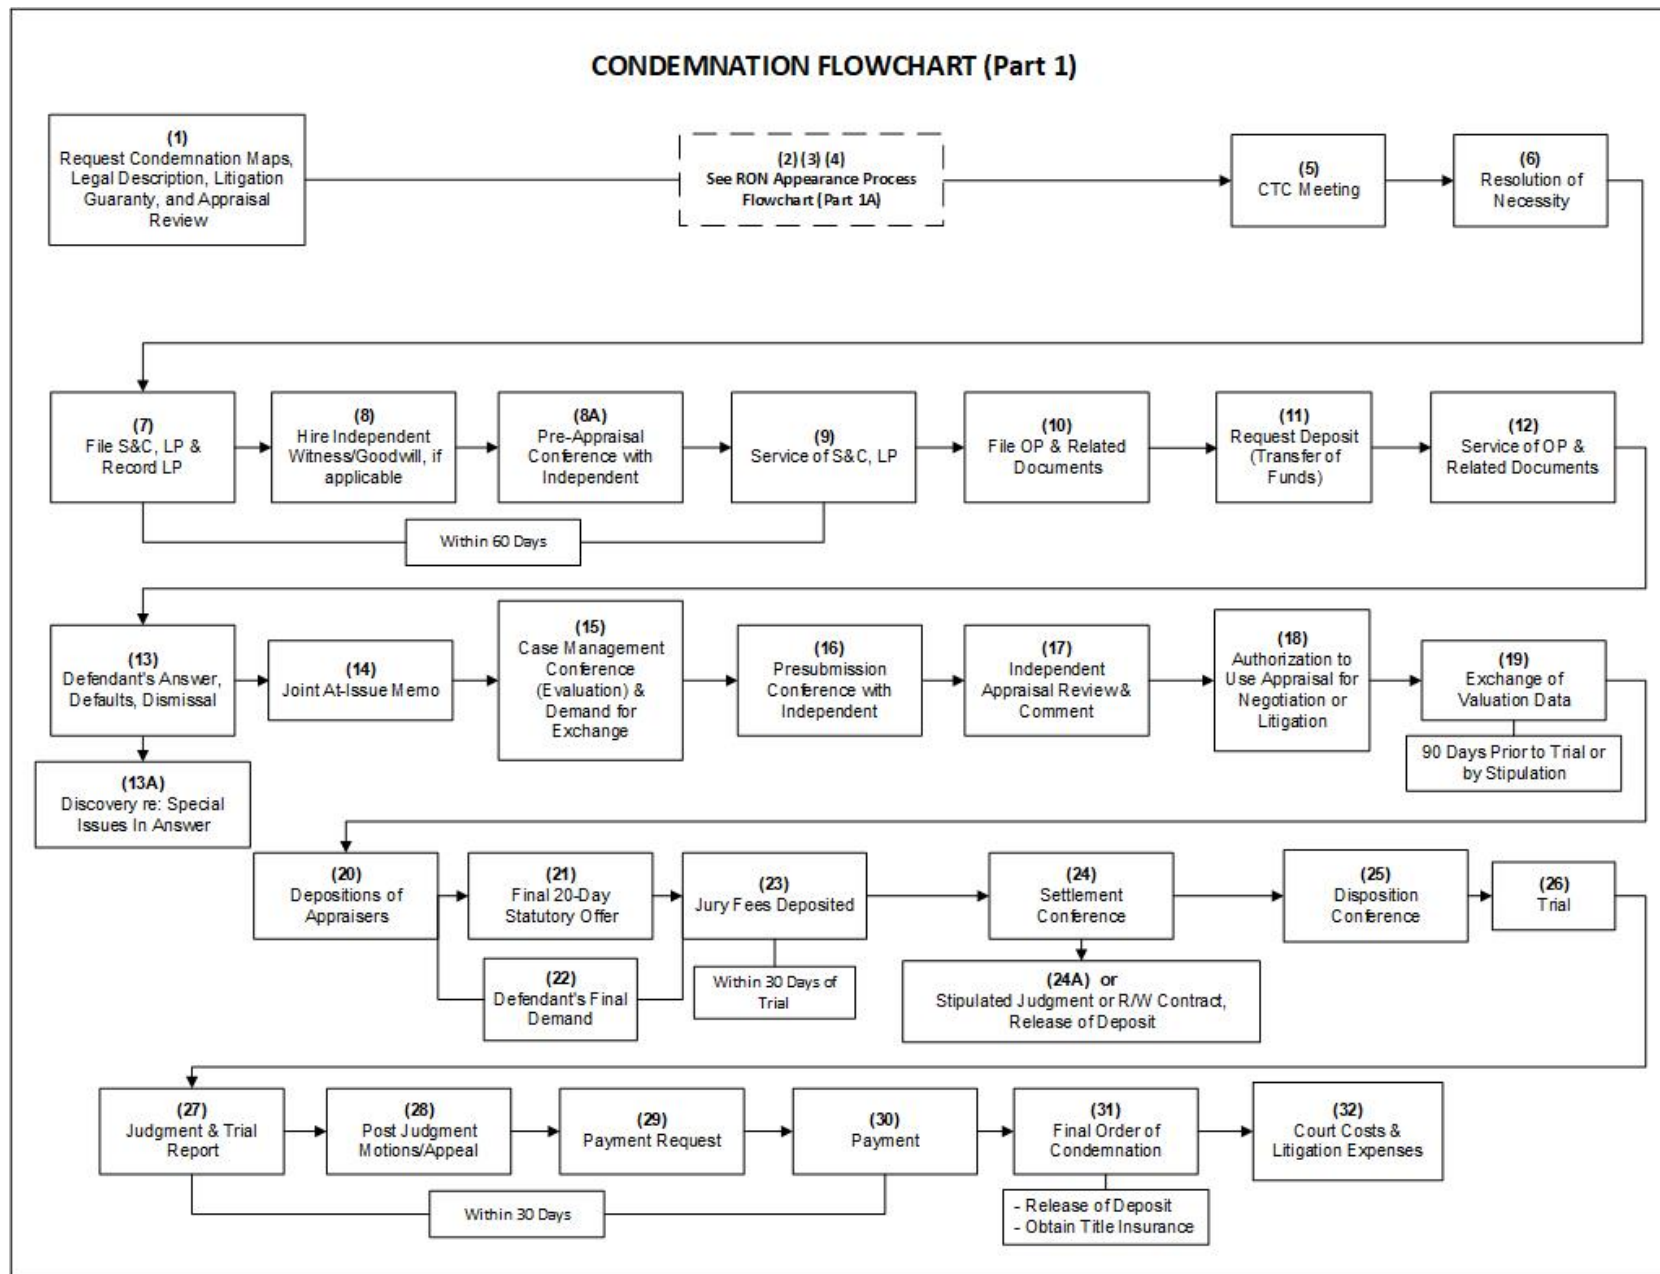 CONDEMNATION FLOWCHART (Part 1)
(1)
Request Condemnation Maps,
Legal Description, Litigation
Guaranty, and Appraisal
Review
(2) (3) (4)
See RON Appearance Process
Flowchart (Part 1A)
(5)
CTC Meeting
(6)
Resolution of
Necessity
(7)
File S&C, LP &
Record LP
(8)
Hire Independent
Witness/Goodwill, if
applicable
(8A)
Pre-Appraisal
Conference with
Independent
(9)
Service of S&C, LP
(10)
File OP & Related
Documents
(11)
Request Deposit
(Transfer of
Funds)
(12)
Service of OP &
Related Documents
Within 60 Days
(13)
Defendant's Answer,
Defaults, Dismissal
(14)
Joint At-Issue Memo
(15)
Case Management
Conference
(Evaluation) &
Demand for
Exchange
(16)
Presubmission
Conference with
Independent
(17)
Independent
Appraisal Review &
Comment
(18)
Authorization to
Use Appraisal for
Negotiation or
Litigation
(19)
Exchange of
Valuation Data
90 Days Prior to Trial or
by Stipulation
(13A)
Discovery re: Special
Issues In Answer
(20)
Depositions of
Appraisers
(21)
Final 20-Day
Statutory Offer
(22)
Defendant's Final
Demand
(23)
Jury Fees Deposited
Within 30 Days of
Trial
(24)
Settlement
Conference
(24A) or
Stipulated Judgment or R/W Contract,
Release of Deposit
(25)
Disposition
Conference
(26)
Trial
(27)
Judgment & Trial
Report
(28)
Post Judgment
Motions/Appeal
(29)
Payment Request
(30)
Payment
(31)
Final Order of
Condemnation
(32)
Court Costs &
Litigation Expenses
Within 30 Days
- Release of Deposit
- Obtain Title Insurance